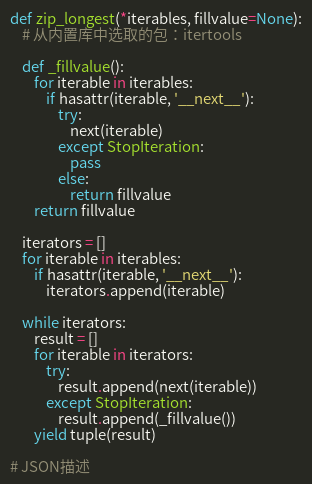 def zip_longest(*iterables, fillvalue=None):
    # 从内置库中选取的包：itertools

    def _fillvalue():
        for iterable in iterables:
            if hasattr(iterable, '__next__'):
                try:
                    next(iterable)
                except StopIteration:
                    pass
                else:
                    return fillvalue
        return fillvalue

    iterators = []
    for iterable in iterables:
        if hasattr(iterable, '__next__'):
            iterators.append(iterable)

    while iterators:
        result = []
        for iterable in iterators:
            try:
                result.append(next(iterable))
            except StopIteration:
                result.append(_fillvalue())
        yield tuple(result)

# JSON描述